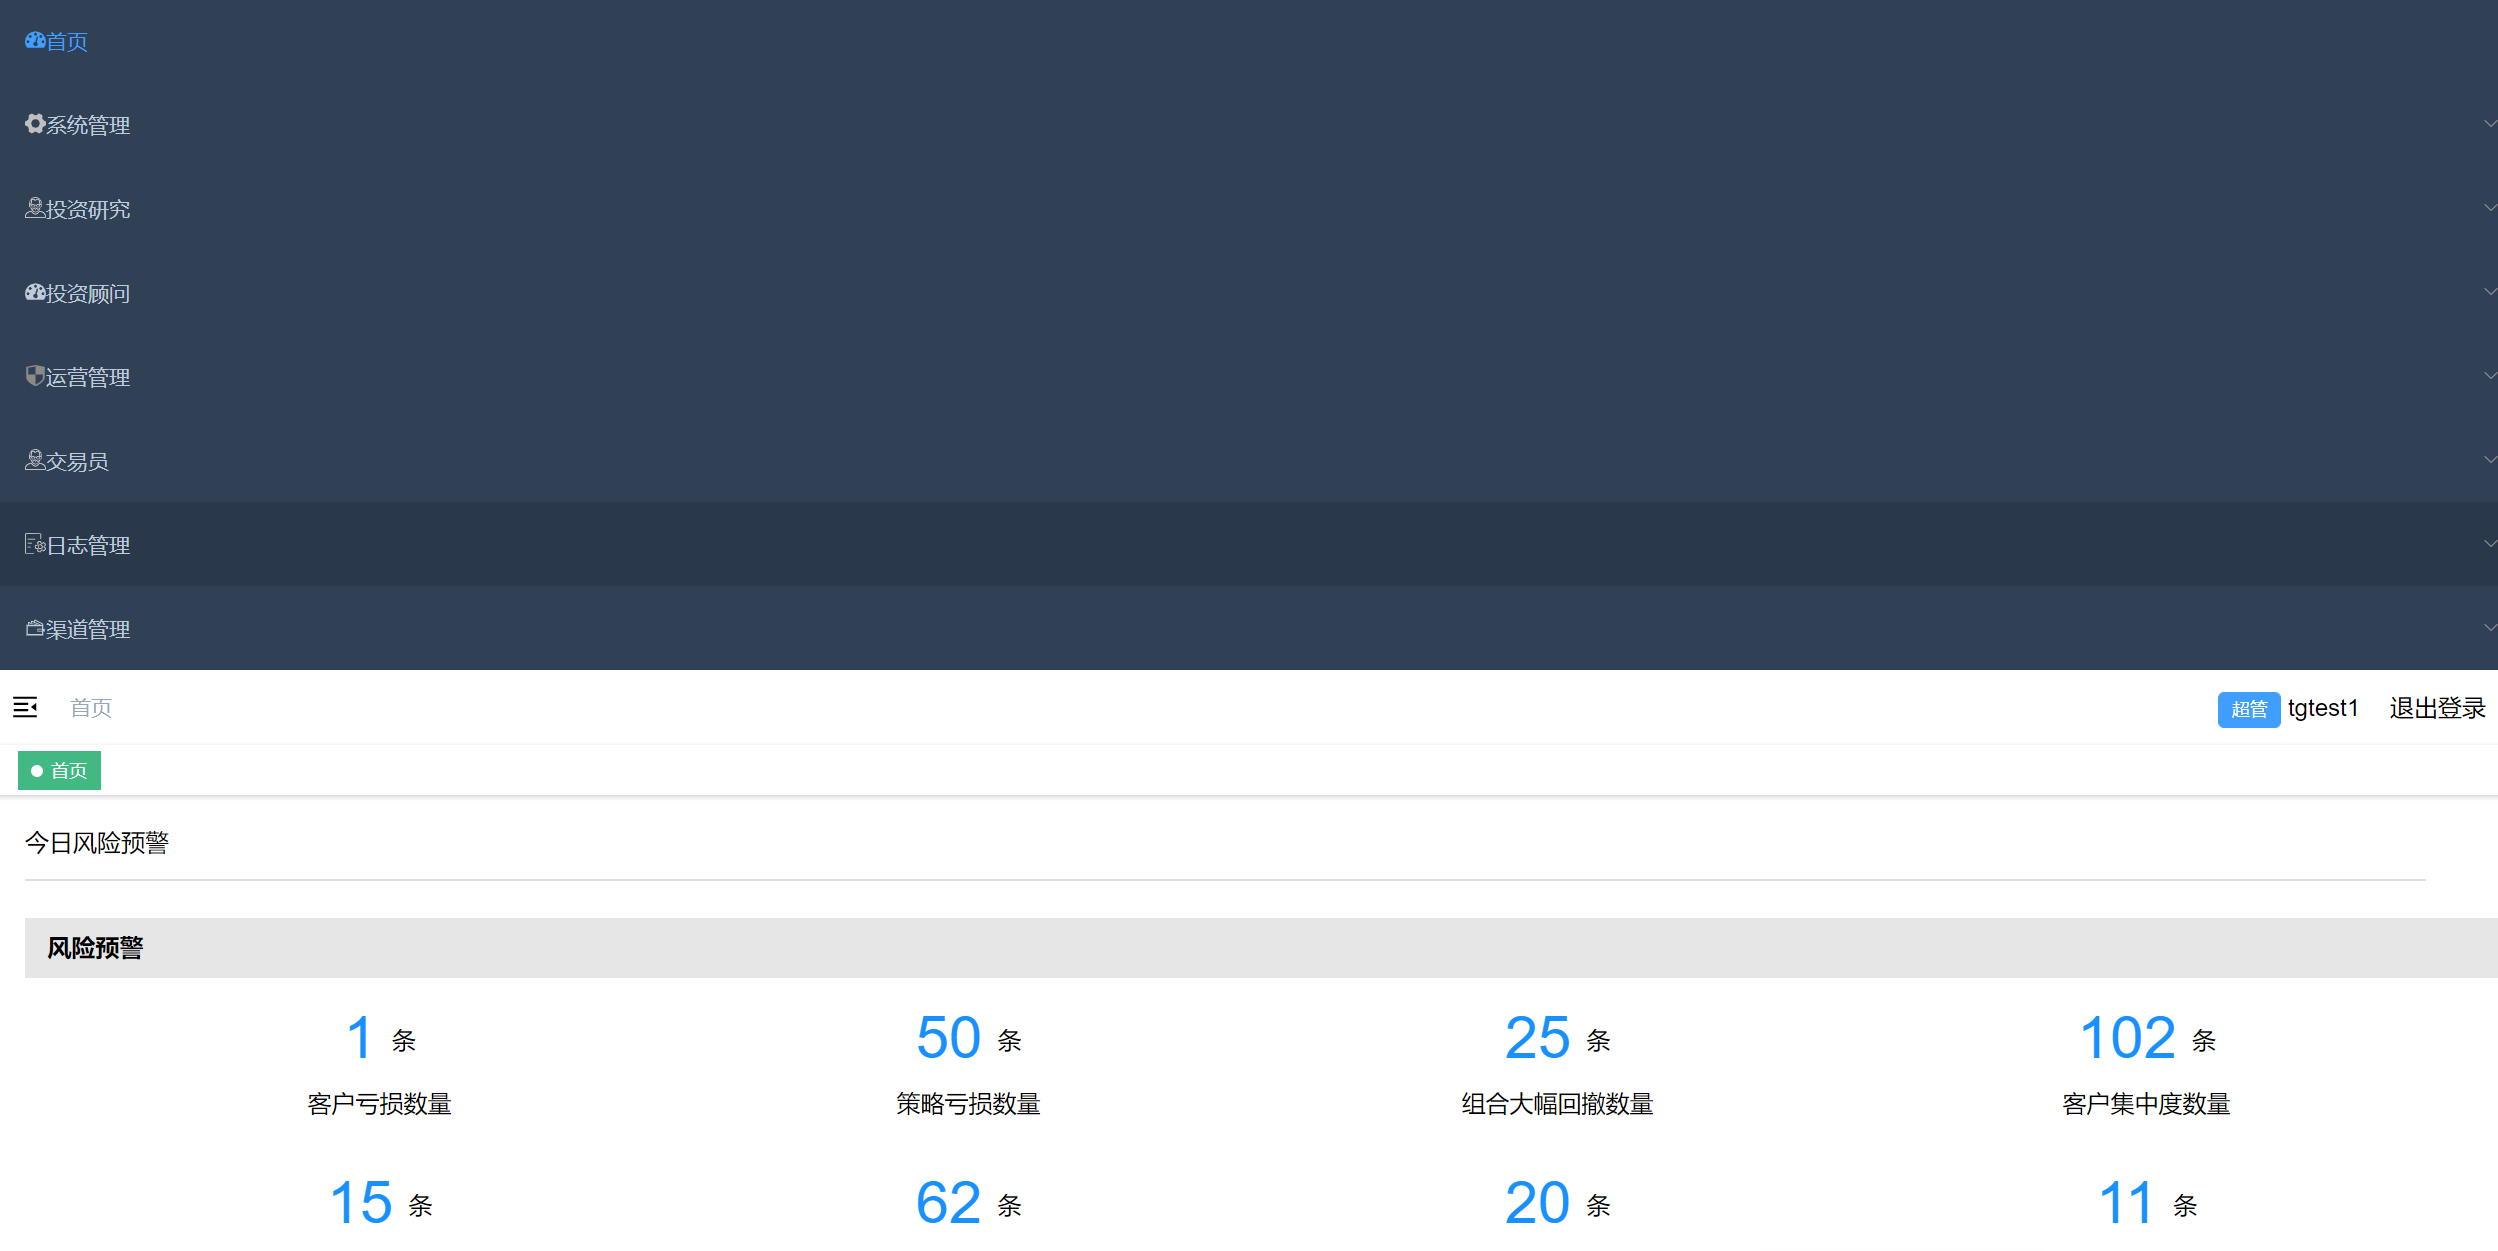 首页
系统管理
投资研究
投资顾问
运营管理
交易员
日志管理
渠道管理
首页 超管 tgtest1 退出登录
首页
今日风险预警
风险预警
1 条 50 条 25 条 102 条
客户亏损数量 策略亏损数量 组合大幅回撤数量 客户集中度数量
15 条 62 条 20 条 11 条